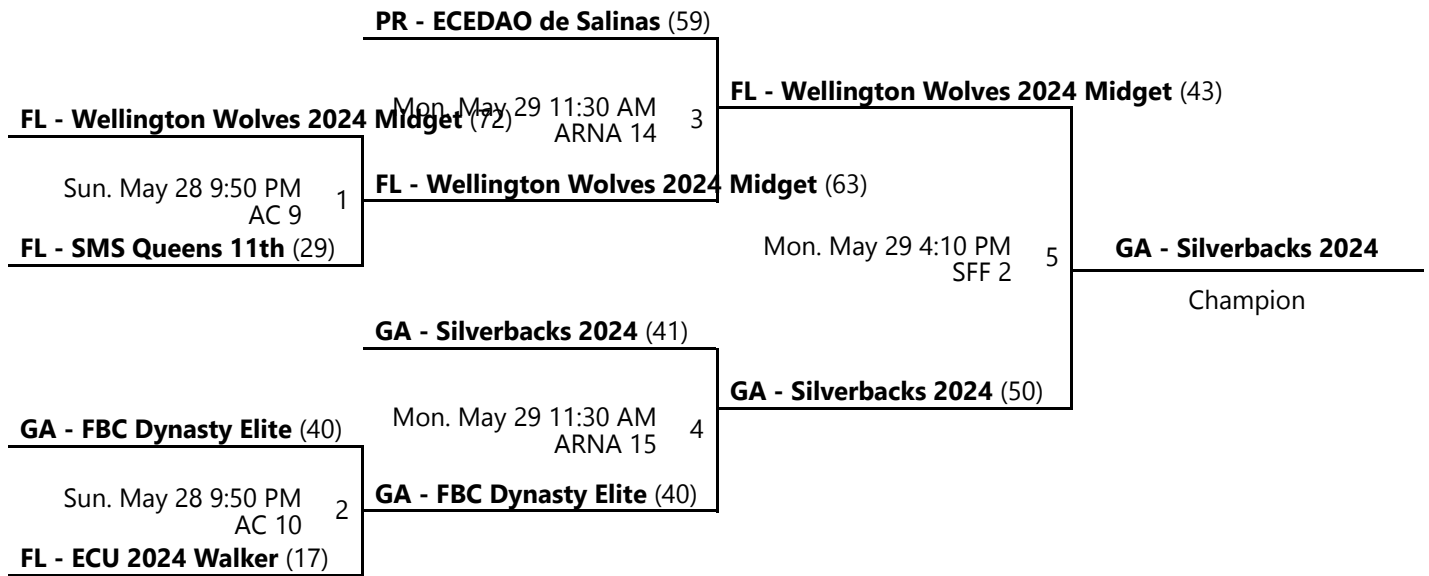 PR - ECEDAO de Salinas (59)
FL - Wellington Wolves 2024 Midget (43)
Mon. May 29 11:30 AM
ARNA 14
3
FL - Wellington Wolves 2024 Midget (72)
Sun. May 28 9:50 PM
AC 9
1
FL - Wellington Wolves 2024 Midget (63)
FL - SMS Queens 11th (29)
Mon. May 29 4:10 PM
SFF 2
5
GA - Silverbacks 2024
Champion
GA - Silverbacks 2024 (41)
GA - Silverbacks 2024 (50)
Mon. May 29 11:30 AM
ARNA 15
4
GA - FBC Dynasty Elite (40)
Sun. May 28 9:50 PM
AC 10
2
GA - FBC Dynasty Elite (40)
FL - ECU 2024 Walker (17)